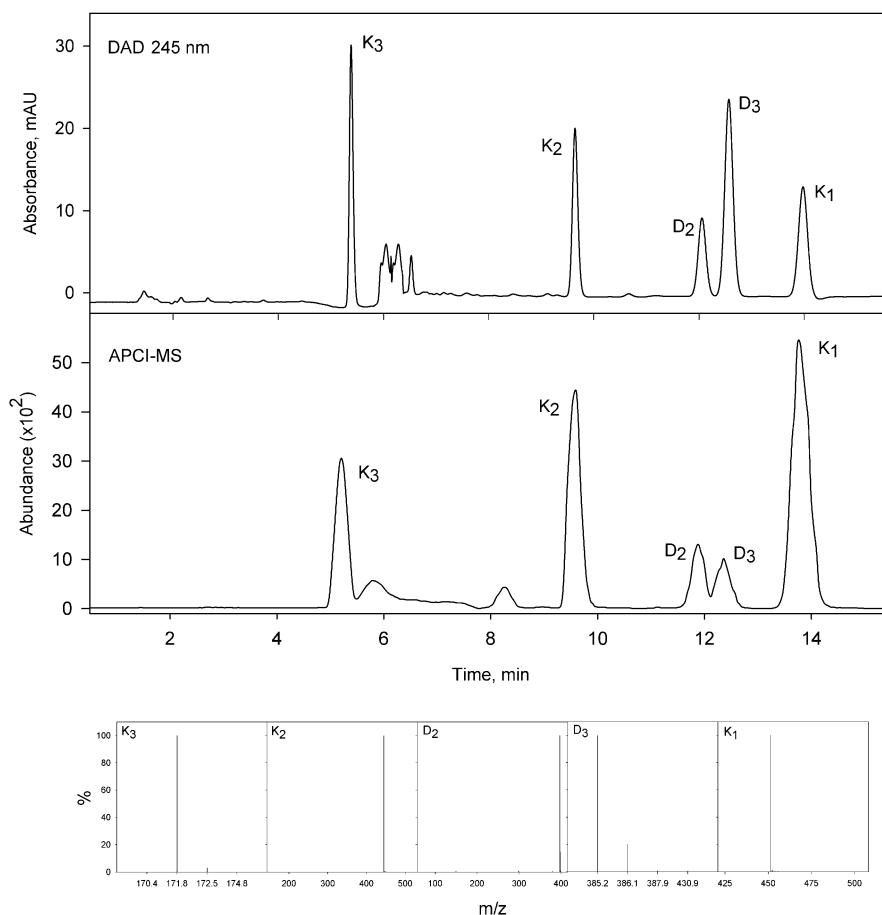 DAD 245 nm
K3
K2
D2
D3
K1
30
20
10
0
Absorbance, mAU
APCI-MS
K3
K2
D2
D3
K1
50
40
30
20
10
0
Abundance (x10²)
2 4 6 8 10 12 14
Time, min
K3 K2 D2 D3 K1
100
80
60
40
20
0
%
170.4 171.8 172.5 174.8 200 300 400 500 100 200 300 400 385.2 386.1 387.9 430.9 425 450 475 500
m/z